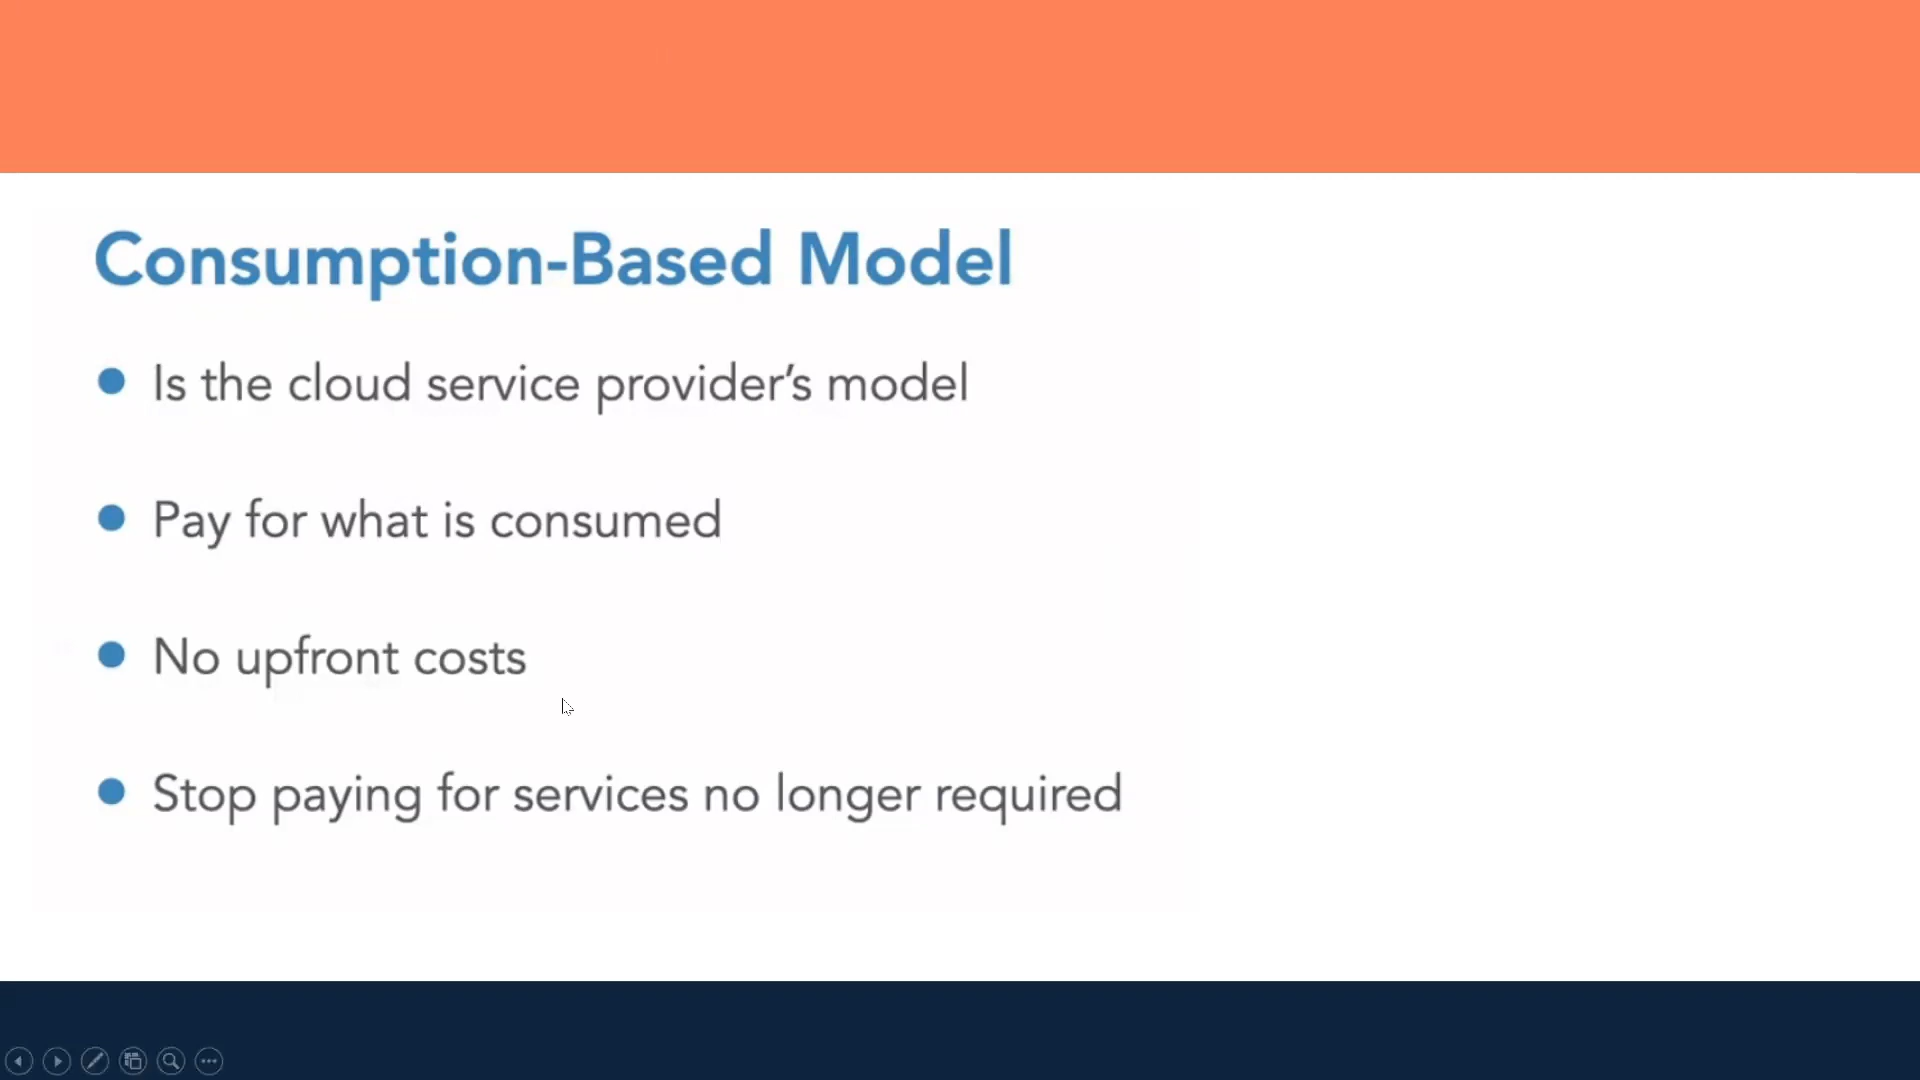 Consumption-Based Model
Is the cloud service provider’s model
Pay for what is consumed
No upfront costs
Stop paying for services no longer required